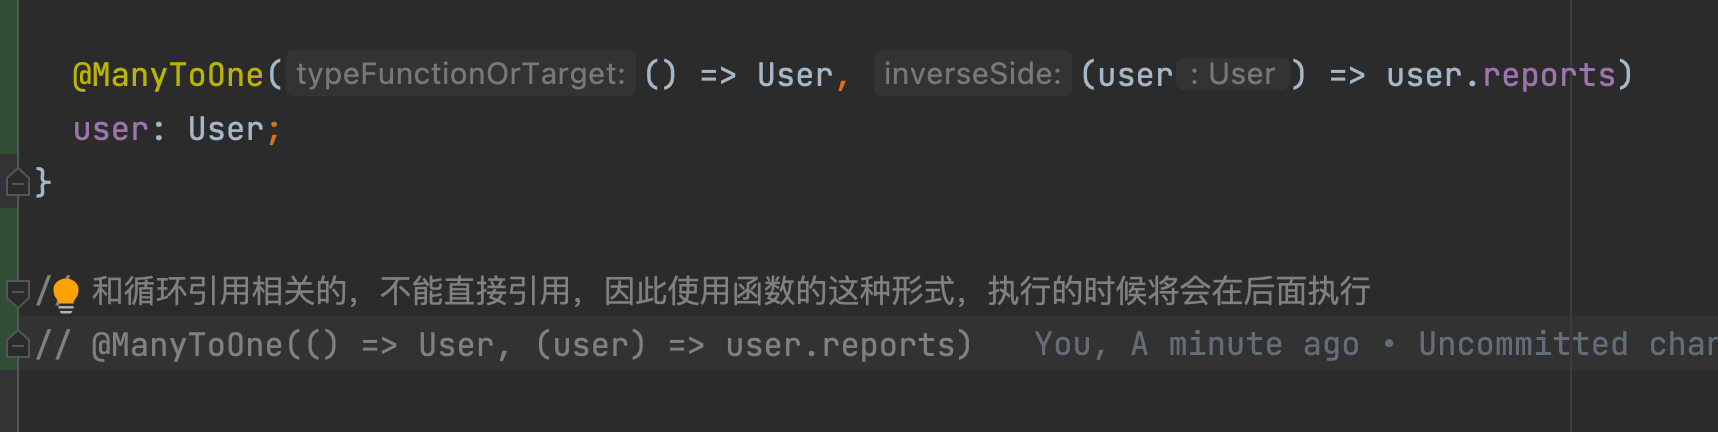 @ManyToOne( typeFunctionOrTarget: () => User, inverseSide: (user : User ) => user.reports)
user: User;
}
// 和循环引用相关的，不能直接引用，因此使用函数的这种形式，执行的时候将会在后面执行
// @ManyToOne(() => User, (user) => user.reports) You, A minute ago • Uncommitted